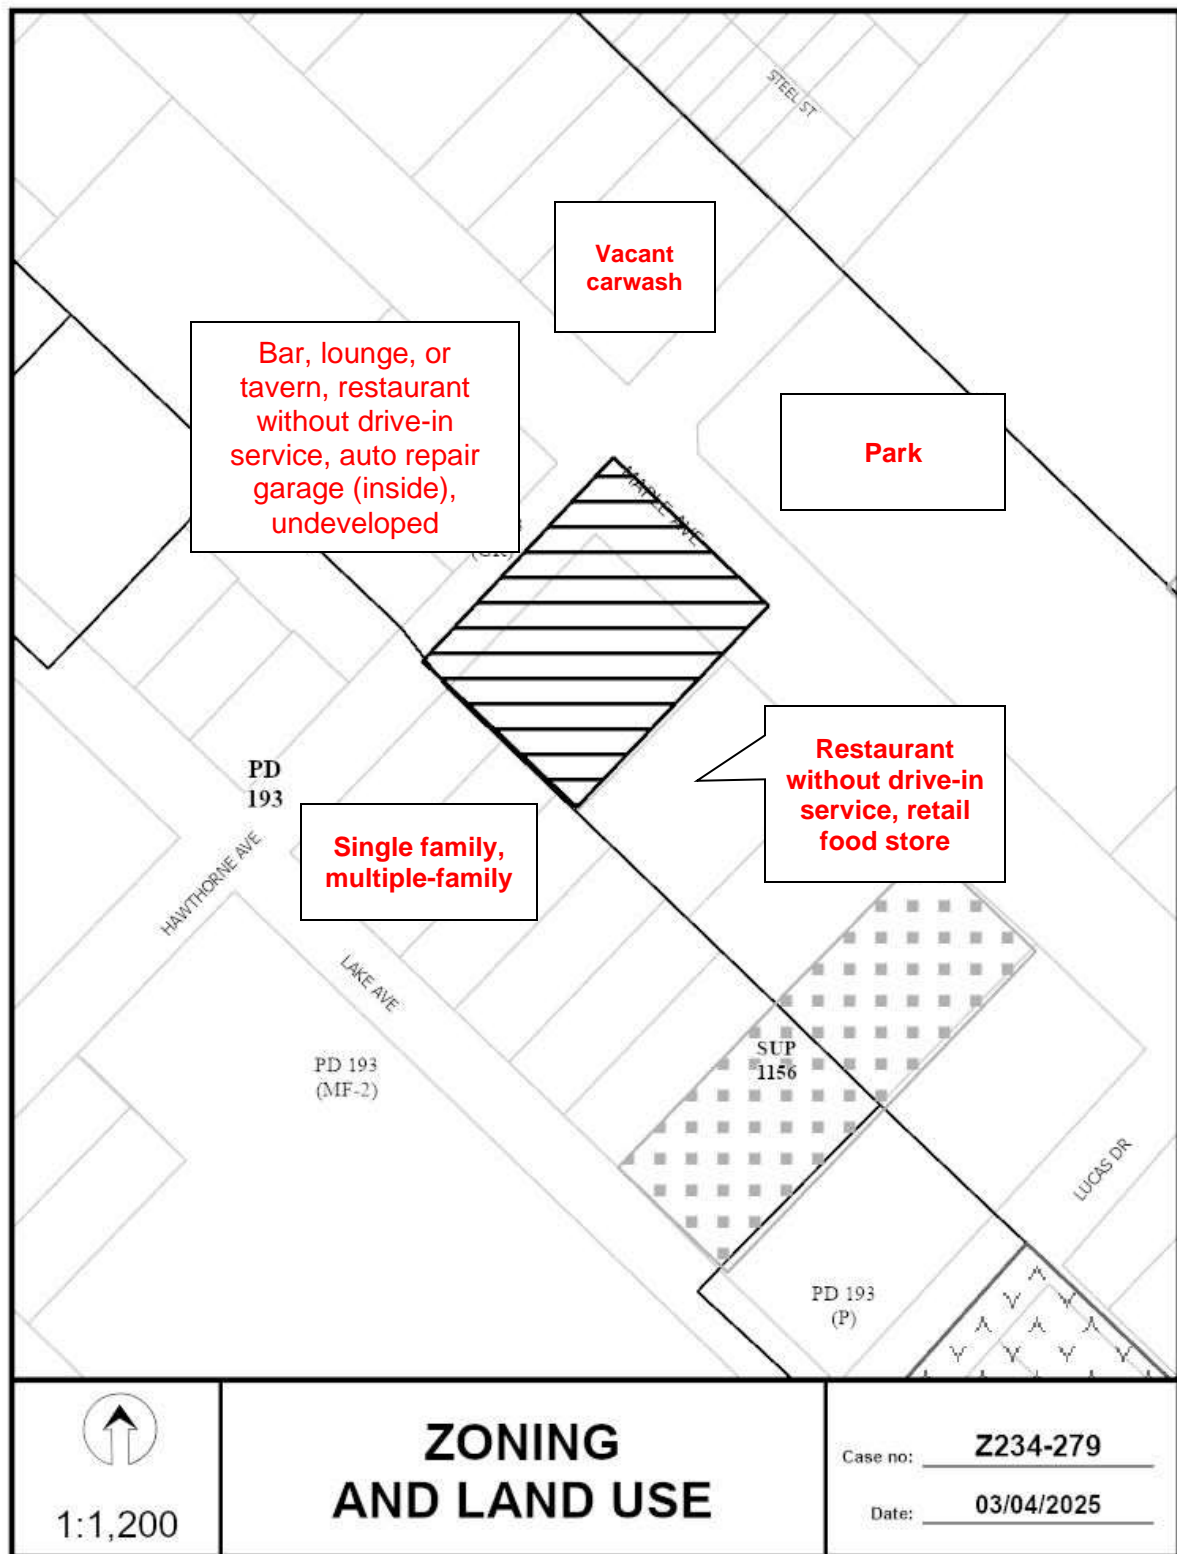 STEEL ST
Vacant
carwash
Bar, lounge, or
tavern, restaurant
without drive-in
service, auto repair
garage (inside),
undeveloped
Park
MAPLE AVE
Restaurant
without drive-in
service, retail
food store
PD
193
Single family,
multiple-family
HAWTHORNE AVE
LAKE AVE
PD 193
(MF-2)
SUP
1156
LUCAS DR
PD 193
(P)
1:1,200
ZONING
AND LAND USE
Case no: Z234-279
Date: 03/04/2025